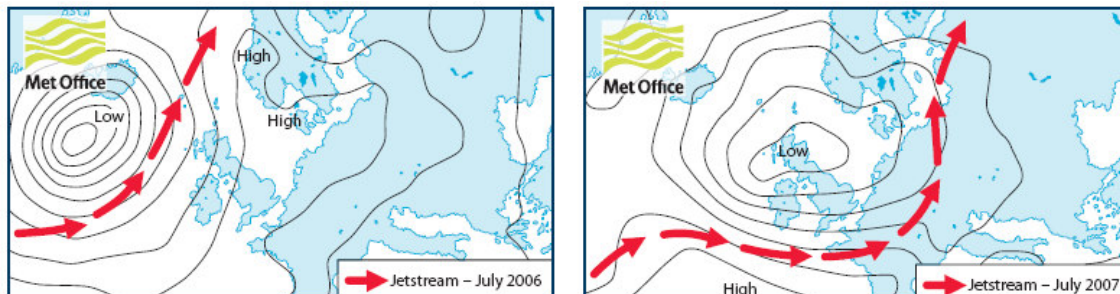 Met Office
Low
High
High
Jetstream – July 2006
Met Office
Low
High
Jetstream – July 2007